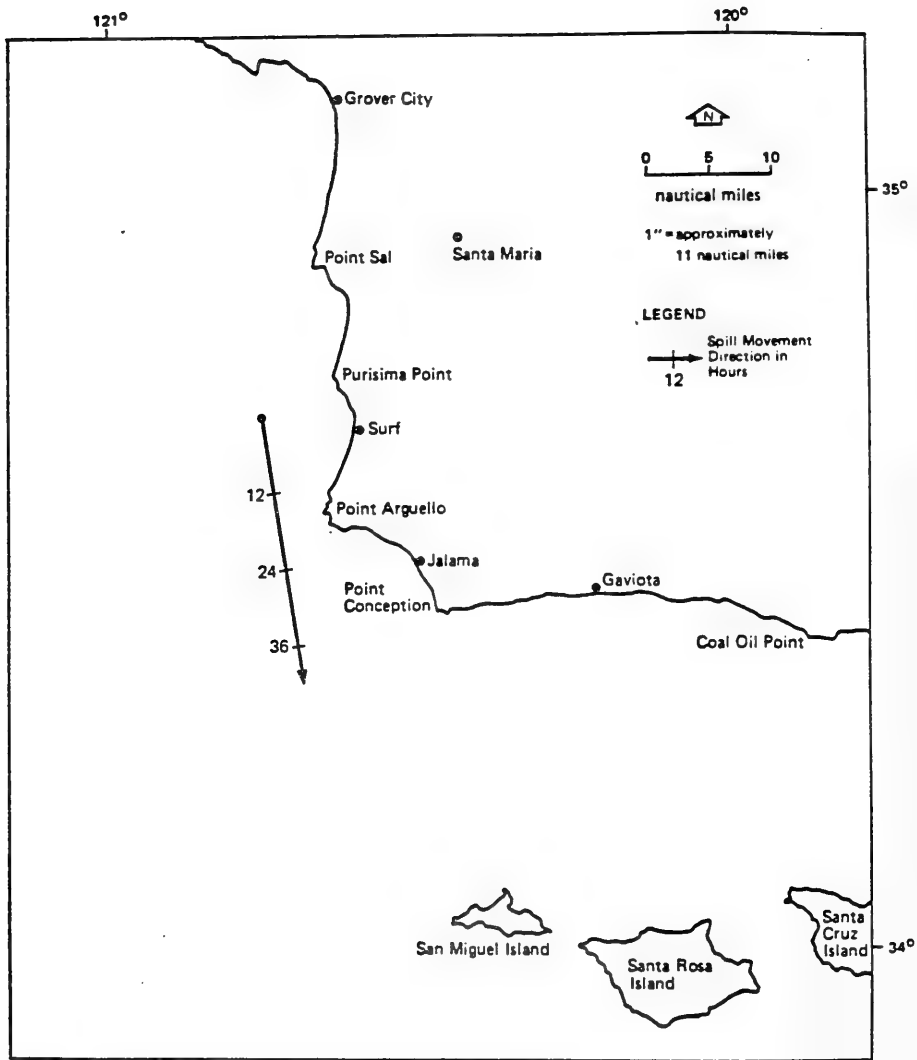 121°
120°
Grover City
N
0 5 10
nautical miles
35°
1" = approximately
11 nautical miles
Santa Maria
Point Sal
LEGEND
Spill Movement
Direction in
Hours
12
Purisima Point
Surf
12
Point Arguello
24
Jalama
Gaviota
Point
Conception
36
Coal Oil Point
Santa
Cruz
Island
San Miguel Island
34°
Santa Rosa
Island